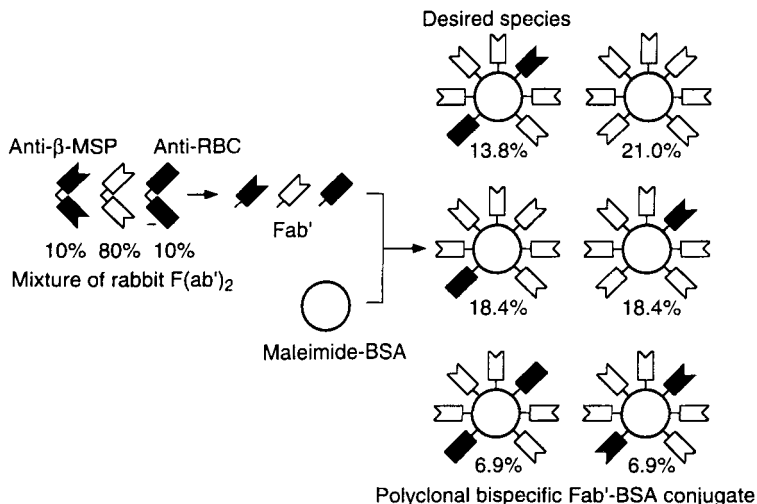 Desired species
13.8% 21.0%
Anti-β-MSP Anti-RBC
Fab'
10% 80% 10%
Mixture of rabbit F(ab')2
18.4% 18.4%
Maleimide-BSA
6.9% 6.9%
Polyclonal bispecific Fab'-BSA conjugate